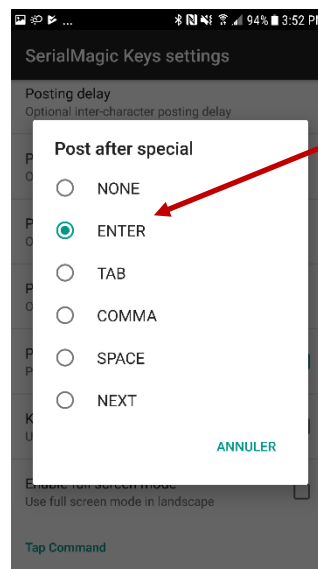 ... 94% 3:52 PM
SerialMagic Keys settings
Posting delay
Optional inter-character posting delay
Post after special
NONE
ENTER
TAB
COMMA
SPACE
NEXT
ANNULER
Enable full screen mode
Use full screen mode in landscape
Tap Command